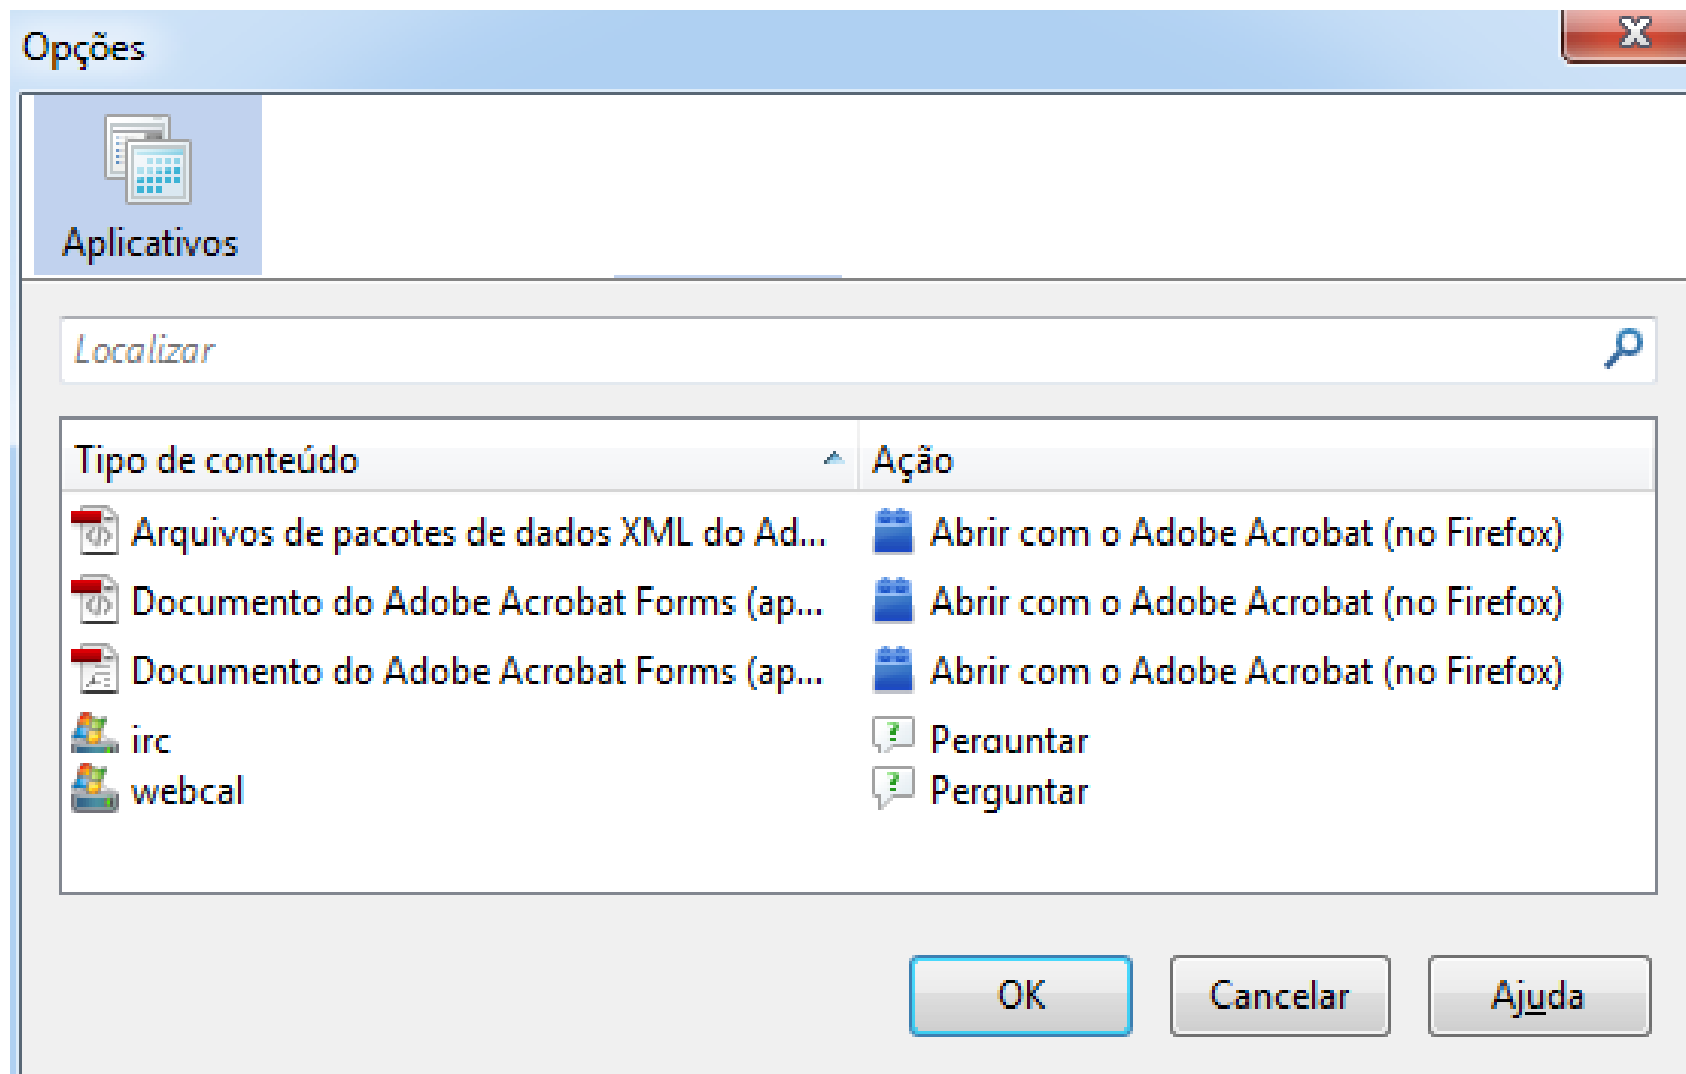 Opções
Aplicativos
Localizar
Tipo de conteúdo Ação
Arquivos de pacotes de dados XML do Ad... Abrir com o Adobe Acrobat (no Firefox)
Documento do Adobe Acrobat Forms (ap... Abrir com o Adobe Acrobat (no Firefox)
Documento do Adobe Acrobat Forms (ap... Abrir com o Adobe Acrobat (no Firefox)
irc Perguntar
webcal Perguntar
OK Cancelar Ajuda